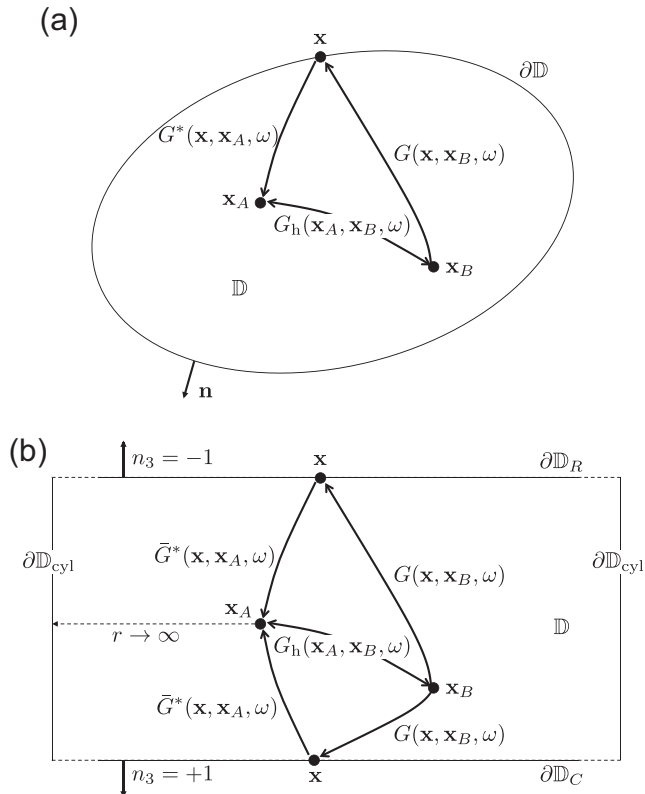 (a)
x
∂𝔻
G*(x, x_A, ω)
G(x, x_B, ω)
x_A
G_h(x_A, x_B, ω)
x_B
𝔻
n
(b)
n_3 = −1
x
∂𝔻_R
∂𝔻_cyl
Ḡ*(x, x_A, ω)
G(x, x_B, ω)
∂𝔻_cyl
x_A
r → ∞
G_h(x_A, x_B, ω)
𝔻
Ḡ*(x, x_A, ω)
x_B
G(x, x_B, ω)
n_3 = +1
x
∂𝔻_C